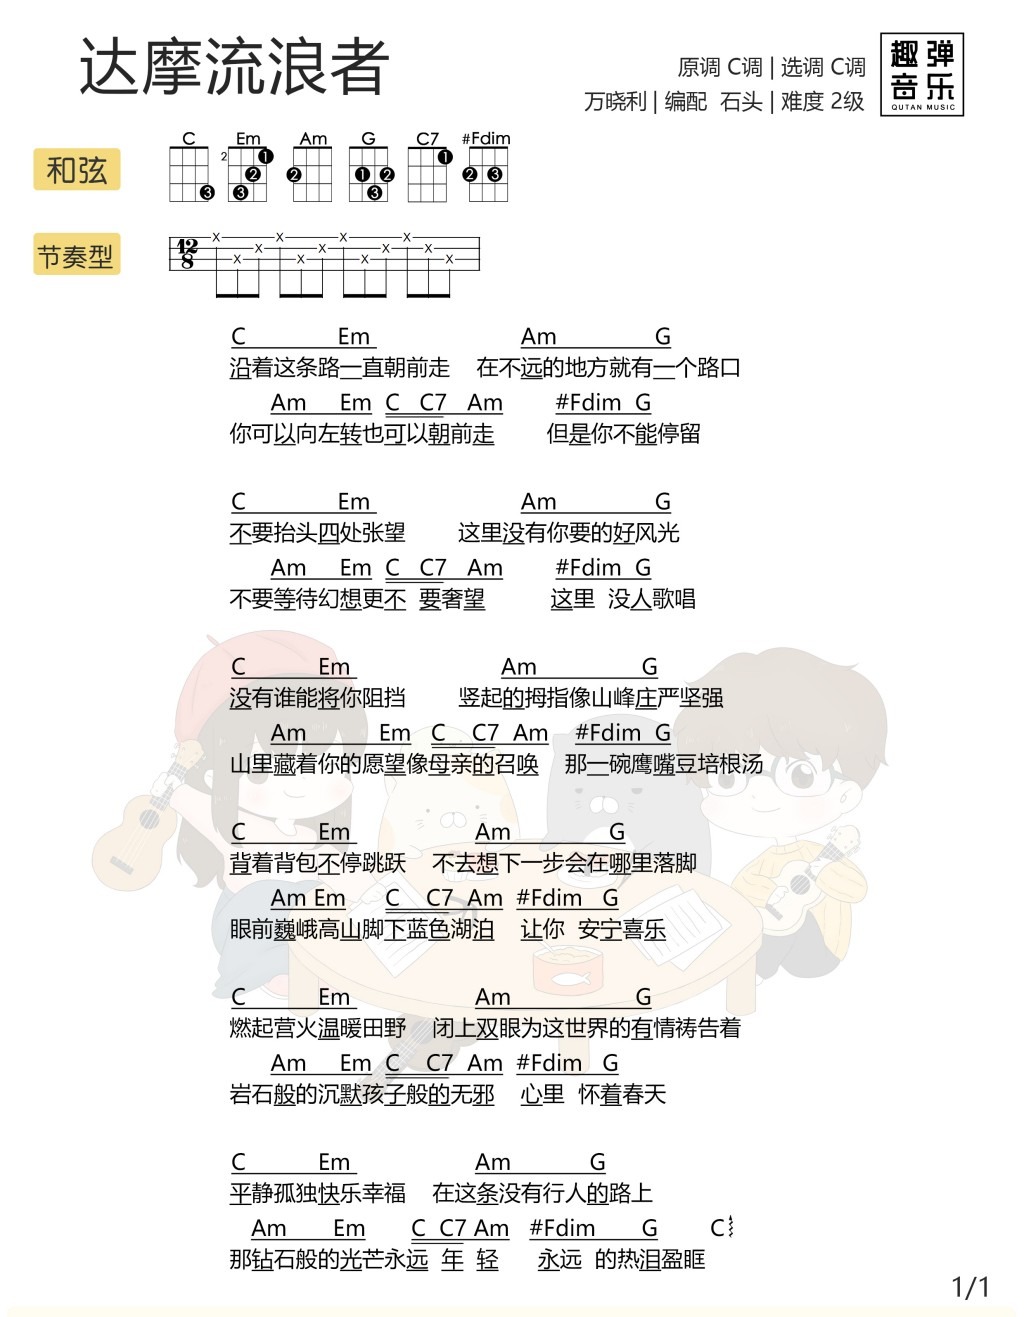 达摩流浪者
原调 C调 | 选调 C调
万晓利 | 编配 石头 | 难度 2级
趣弹音乐
QUTAN MUSIC
和弦
C Em Am G C7 #Fdim
3 2 1 2 3 2 1 2 3 1 2 3
节奏型
12/8 x x x x x x x x x x x x
C Em Am G
沿着这条路一直朝前走 在不远的地方就有一个路口
Am Em C C7 Am #Fdim G
你可以向左转也可以朝前走 但是你不能停留
C Em Am G
不要抬头四处张望 这里没有你要的好风光
Am Em C C7 Am #Fdim G
不要等待幻想更不 要奢望 这里 没人歌唱
C Em Am G
没有谁能将你阻挡 竖起的拇指像山峰庄严坚强
Am Em C C7 Am #Fdim G
山里藏着你的愿望像母亲的召唤 那一碗鹰嘴豆培根汤
C Em Am G
背着背包不停跳跃 不去想下一步会在哪里落脚
Am Em C C7 Am #Fdim G
眼前巍峨高山脚下蓝色湖泊 让你 安宁喜乐
C Em Am G
燃起营火温暖田野 闭上双眼为这世界的有情祷告着
Am Em C C7 Am #Fdim G
岩石般的沉默孩子般的无邪 心里 怀着春天
C Em Am G
平静孤独快乐幸福 在这条没有行人的路上
Am Em C C7 Am #Fdim G C
那钻石般的光芒永远 年 轻 永远 的热泪盈眶
1/1